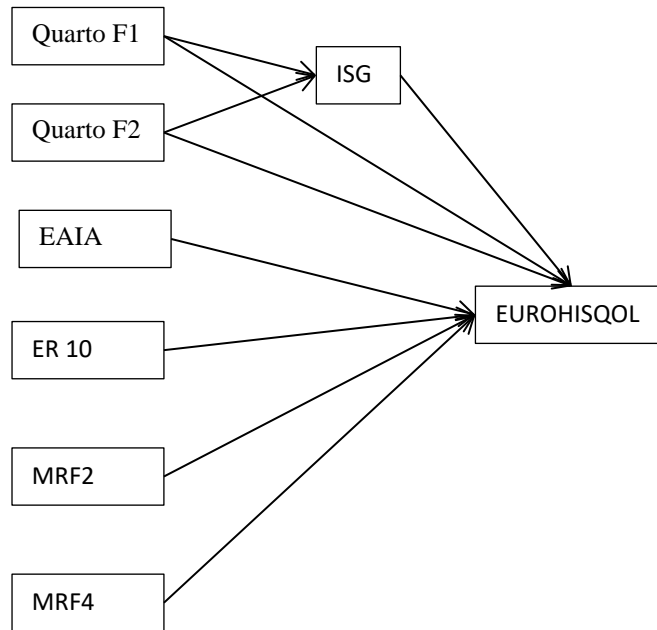 Quarto F1
ISG
Quarto F2
EAIA
EUROHISQOL
ER 10
MRF2
MRF4